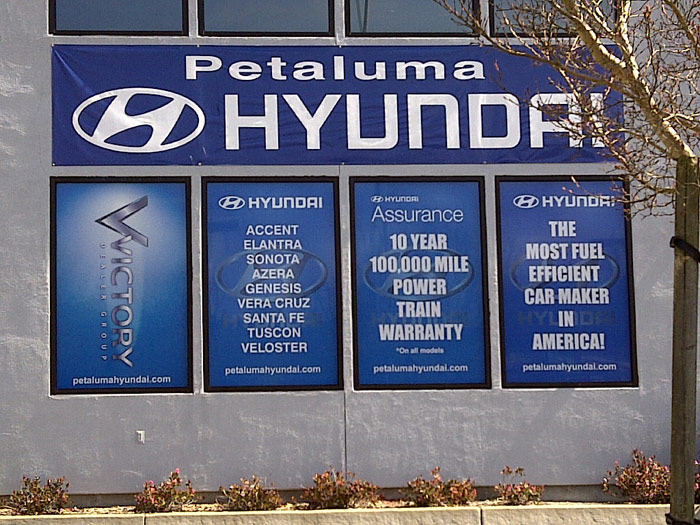 Petaluma
HYUNDAI
VVICTORY
DEALER GROUP
petalumahyundai.com
HYUNDAI
ACCENT
ELANTRA
SONOTA
AZERA
GENESIS
VERA CRUZ
SANTA FE
TUSCON
VELOSTER
petalumahyundai.com
HYUNDAI
Assurance
10 YEAR
100,000 MILE
POWER
TRAIN
WARRANTY
*On all models
petalumahyundai.com
HYUNDAI
THE
MOST FUEL
EFFICIENT
CAR MAKER
IN
AMERICA!
petalumahyundai.com